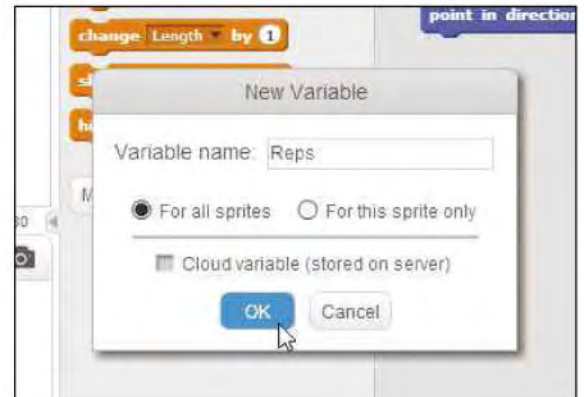 change Length by 1
point in direction
New Variable
Variable name: Reps
For all sprites For this sprite only
Cloud variable (stored on server)
OK Cancel